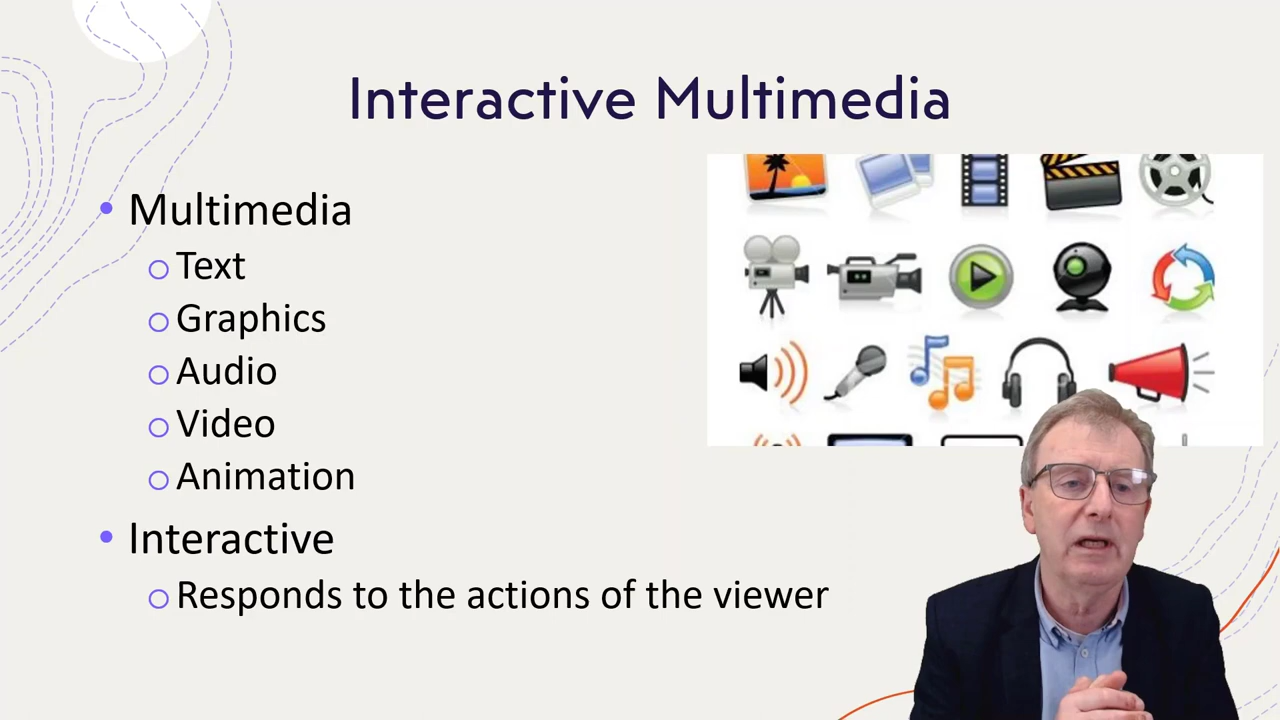 Interactive Multimedia
Multimedia
Text
Graphics
Audio
Video
Animation
Interactive
Responds to the actions of the viewer